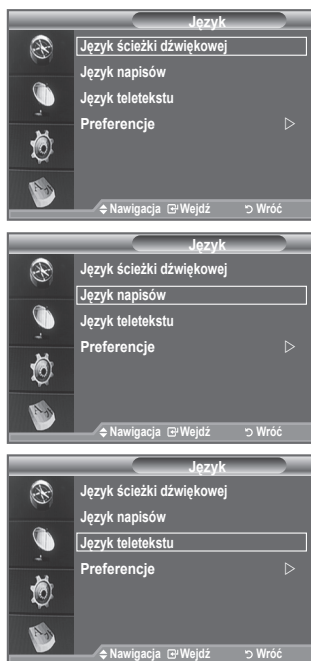 Język
Język ścieżki dźwiękowej
Język napisów
Język teletekstu
Preferencje
Nawigacja Wejdź Wróć
Język
Język ścieżki dźwiękowej
Język napisów
Język teletekstu
Preferencje
Nawigacja Wejdź Wróć
Język
Język ścieżki dźwiękowej
Język napisów
Język teletekstu
Preferencje
Nawigacja Wejdź Wróć